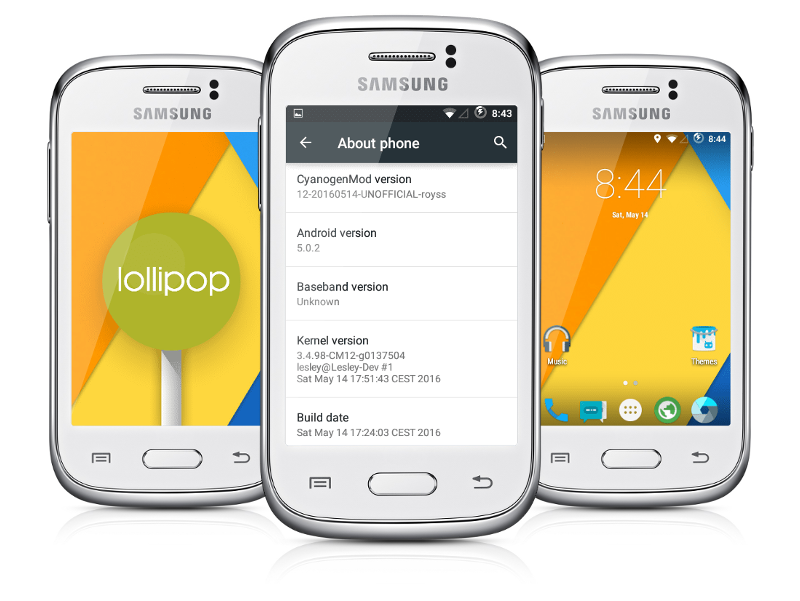 SAMSUNG
lollipop
SAMSUNG
8:43
About phone
CyanogenMod version
12-20160514-UNOFFICIAL-royss
Android version
5.0.2
Baseband version
Unknown
Kernel version
3.4.98-CM12-g0137504
lesley@Lesley-Dev #1
Sat May 14 17:51:43 CEST 2016
Build date
Sat May 14 17:24:03 CEST 2016
SAMSUNG
8:44
8:44
Sat, May 14
Music
Themes